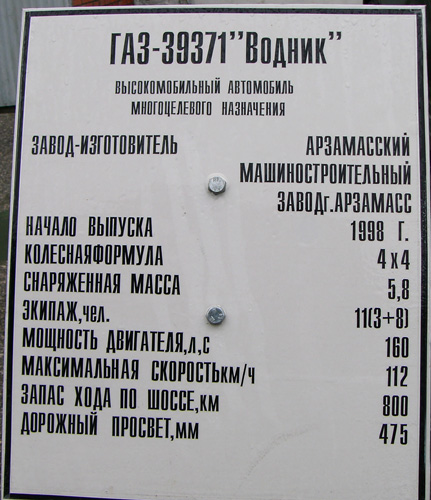 ГАЗ-39371"Водник"
ВЫСОКОМОБИЛЬНЫЙ АВТОМОБИЛЬ
МНОГОЦЕЛЕВОГО НАЗНАЧЕНИЯ
ЗАВОД-ИЗГОТОВИТЕЛЬ АРЗАМАССКИЙ
МАШИНОСТРОИТЕЛЬНЫЙ
ЗАВОДг.АРЗАМАСС
НАЧАЛО ВЫПУСКА 1998 Г.
КОЛЕСНАЯФОРМУЛА 4х4
СНАРЯЖЕННАЯ МАССА 5,8
ЭКИПАЖ,чел. 11(3+8)
МОЩНОСТЬ ДВИГАТЕЛЯ,л,с 160
МАКСИМАЛЬНАЯ СКОРОСТЬкм/ч 112
ЗАПАС ХОДА ПО ШОССЕ,км 800
ДОРОЖНЫЙ ПРОСВЕТ,мм 475